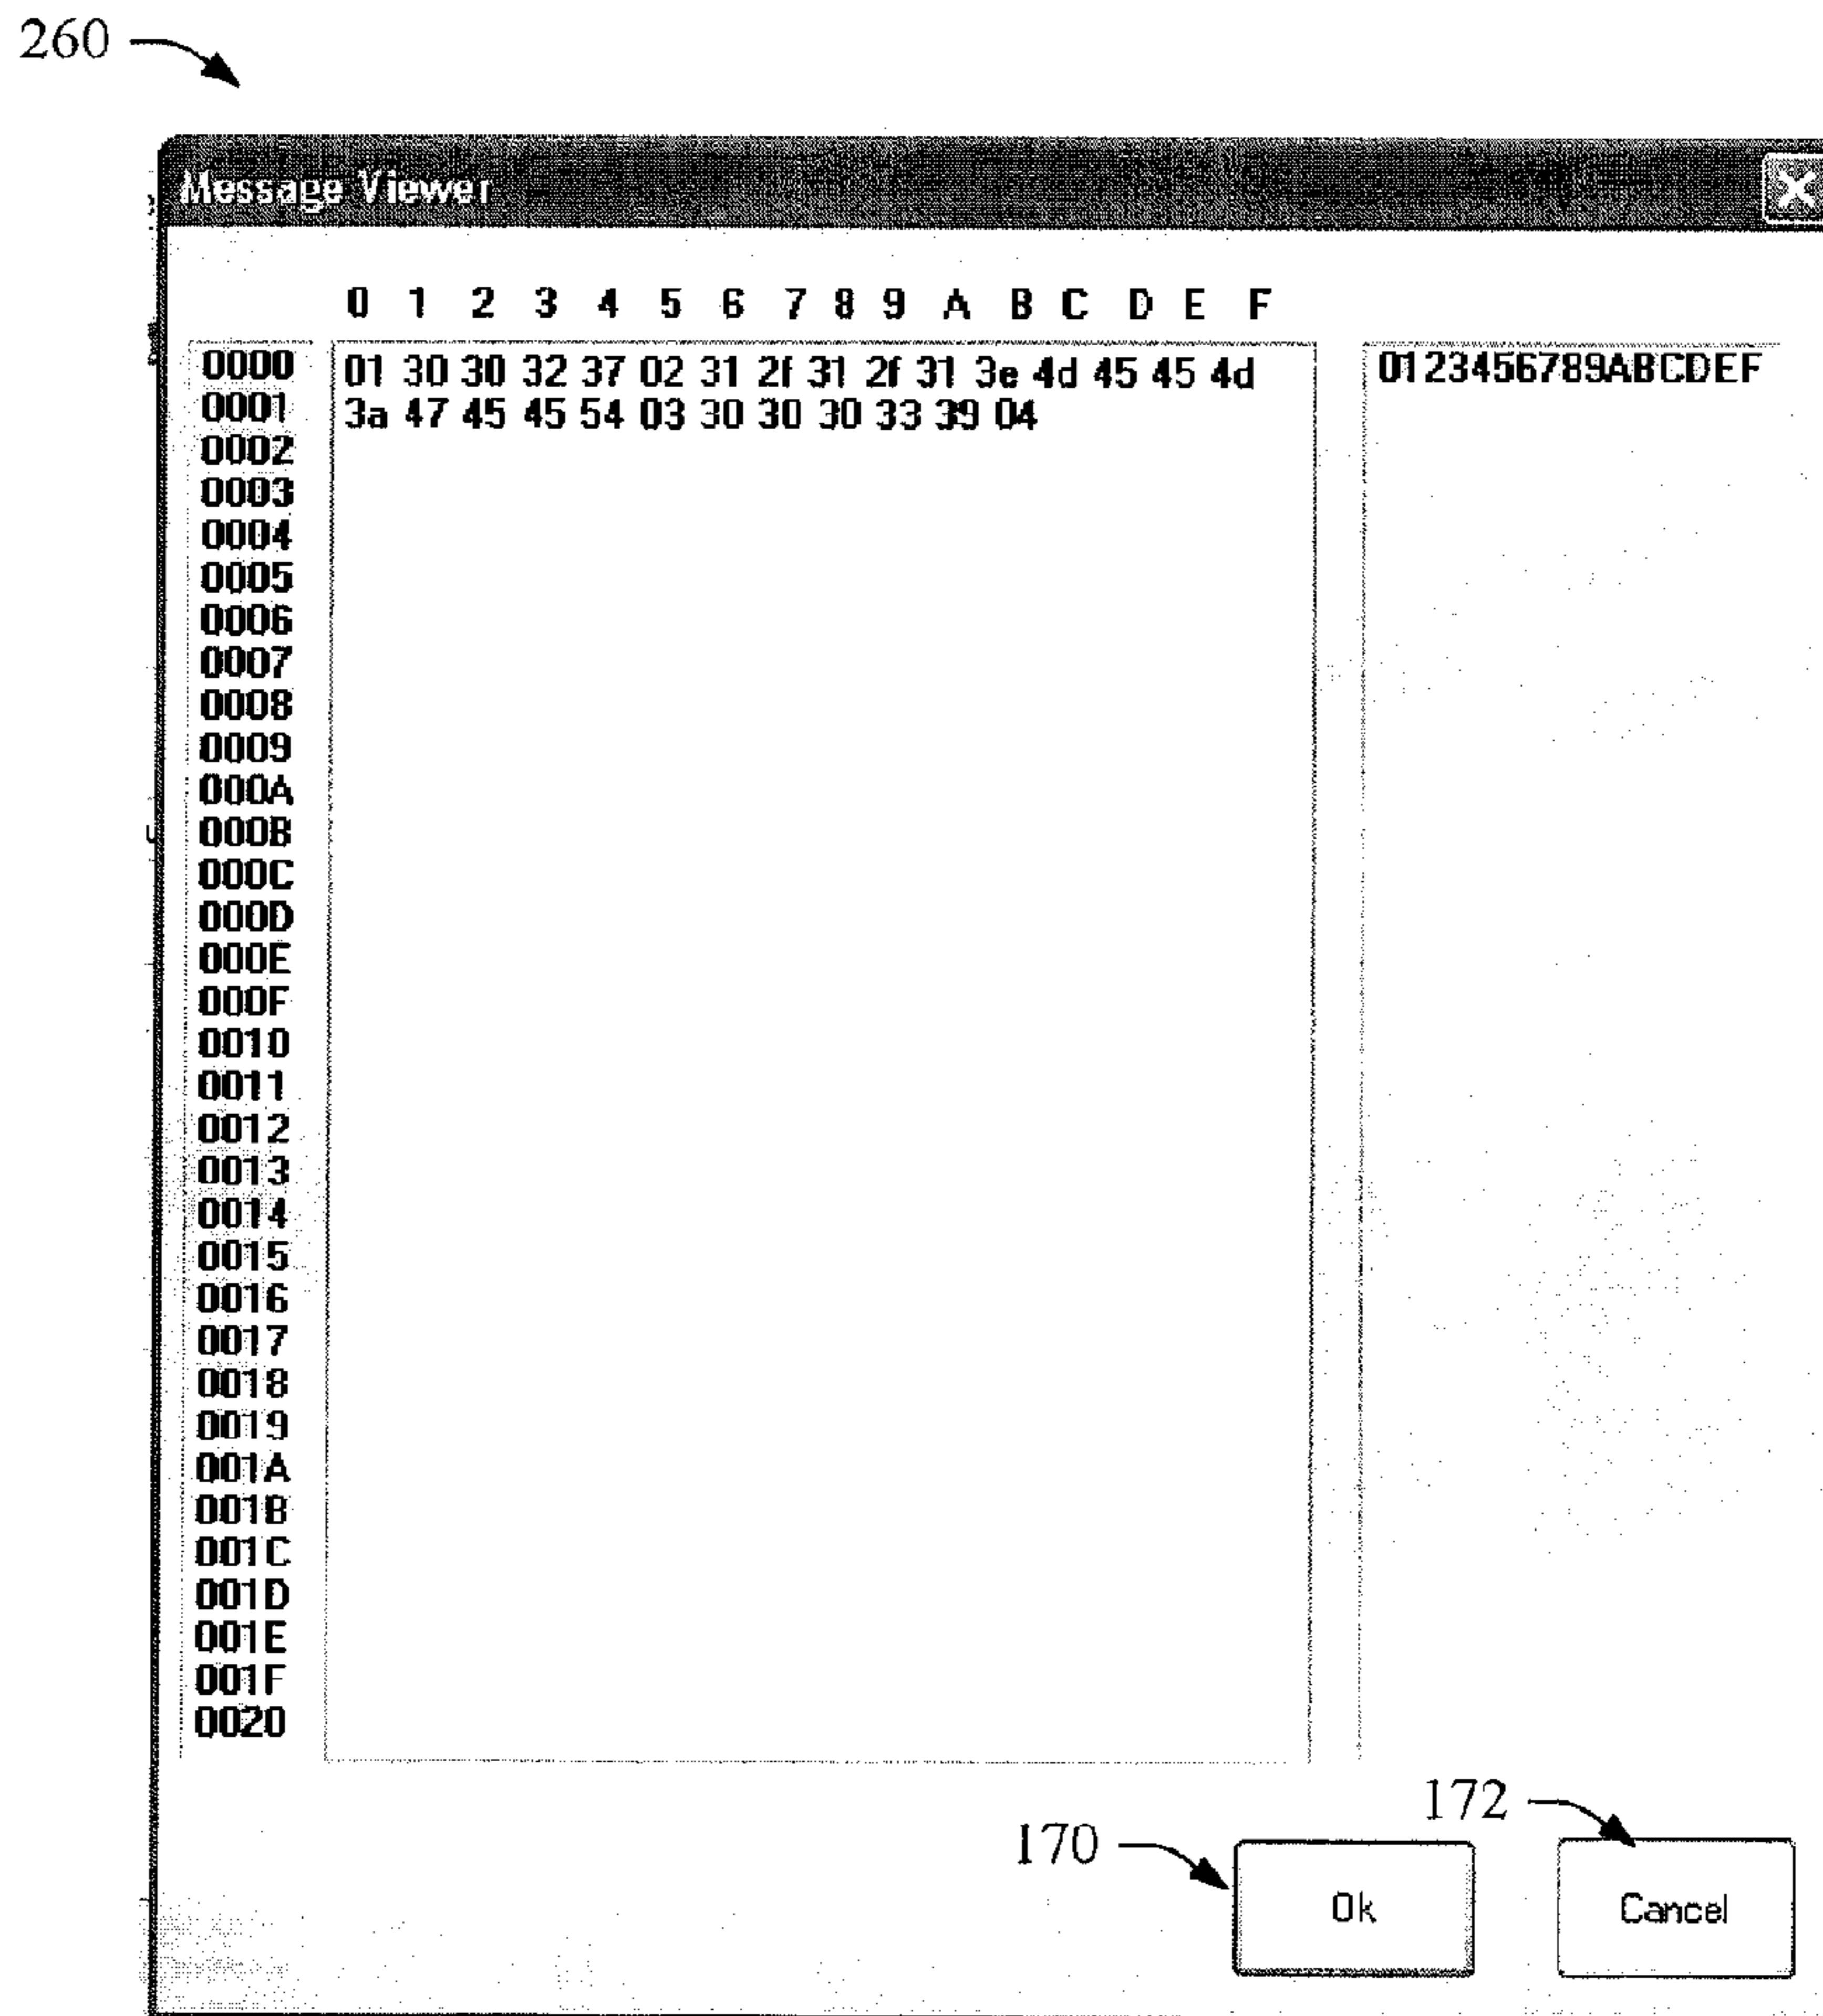 260
Message Viewer
0 1 2 3 4 5 6 7 8 9 A B C D E F
0000 01 30 30 32 37 02 31 2f 31 2f 31 3e 4d 45 45 4d 0123456789ABCDEF
0001 3a 47 45 45 54 03 30 30 30 33 39 04
0002
0003
0004
0005
0006
0007
0008
0009
000A
000B
000C
000D
000E
000F
0010
0011
0012
0013
0014
0015
0016
0017
0018
0019
001A
001B
001C
001D
001E
001F
0020
172
170
Ok Cancel